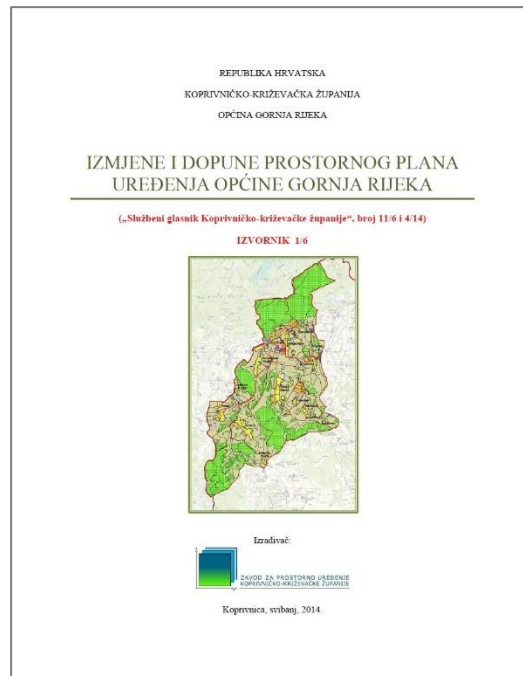 REPUBLIKA HRVATSKA
KOPRIVNIČKO-KRIŽEVAČKA ŽUPANIJA
OPĆINA GORNJA RIJEKA
IZMJENE I DOPUNE PROSTORNOG PLANA
UREĐENJA OPĆINE GORNJA RIJEKA
(„Službeni glasnik Koprivničko-križevačke županije“, broj 11/6 i 4/14)
IZVORNIK 1/6
Izrađivač:
ZAVOD ZA PROSTORNO UREĐENJE
KOPRIVNIČKO-KRIŽEVAČKE ŽUPANIJE
Koprivnica, svibanj, 2014.